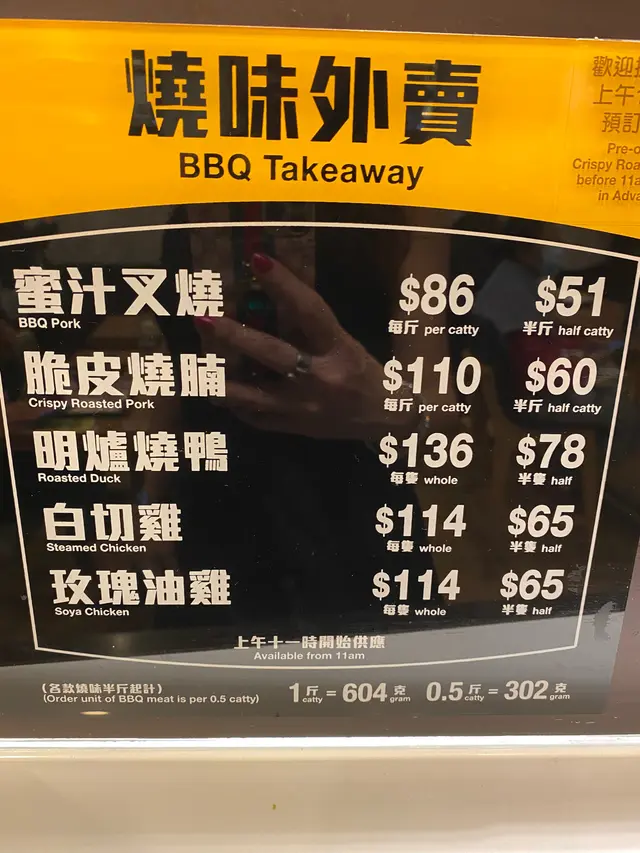 燒味外賣
BBQ Takeaway
歡迎
上午
預訂
Pre-
Crispy
before
in
蜜汁叉燒 $86 $51
BBQ Pork 每斤 per catty 半斤 half catty
脆皮燒腩 $110 $60
Crispy Roasted Pork 每斤 per catty 半斤 half catty
明爐燒鴨 $136 $78
Roasted Duck 每隻 whole 半隻 half
白切雞 $114 $65
Steamed Chicken 每隻 whole 半隻 half
玫瑰油雞 $114 $65
Soya Chicken 每隻 whole 半隻 half
上午十一時開始供應
Available from 11am
(各款燒味半斤起計) 1斤 = 604克 0.5斤 = 302克
(Order unit of BBQ meat is per 0.5 catty) catty gram catty gram